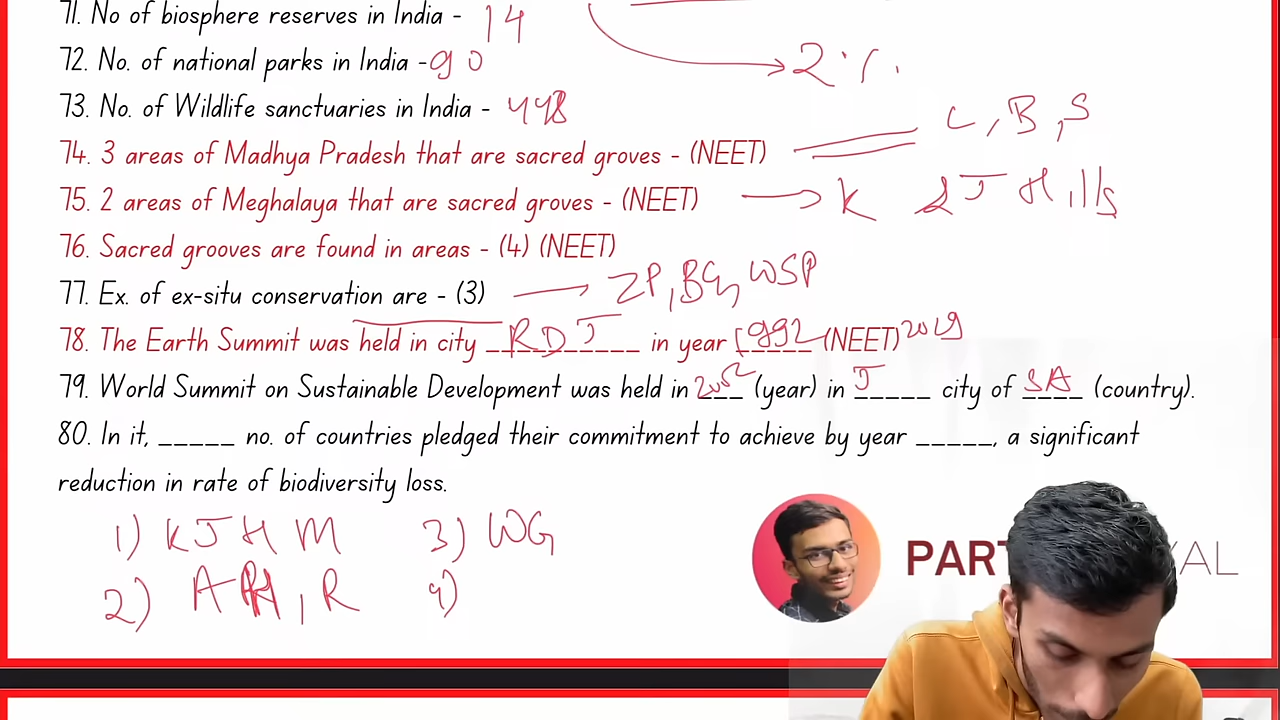 71. No of biosphere reserves in India - 14
72. No. of national parks in India - 90
2%.
73. No. of Wildlife sanctuaries in India - 448
74. 3 areas of Madhya Pradesh that are sacred groves - (NEET) C, B, S
75. 2 areas of Meghalaya that are sacred groves - (NEET) → K & J Hills
76. Sacred grooves are found in areas - (4) (NEET)
77. Ex. of ex-situ conservation are - (3) → ZP, BG, WSP
78. The Earth Summit was held in city RDJ in year 1992 (NEET) 2019
79. World Summit on Sustainable Development was held in 2002 (year) in J city of SA (country).
80. In it, _____ no. of countries pledged their commitment to achieve by year _____, a significant
reduction in rate of biodiversity loss.
1) KJ H M 3) WG
2) A , R 4)
PART YAL